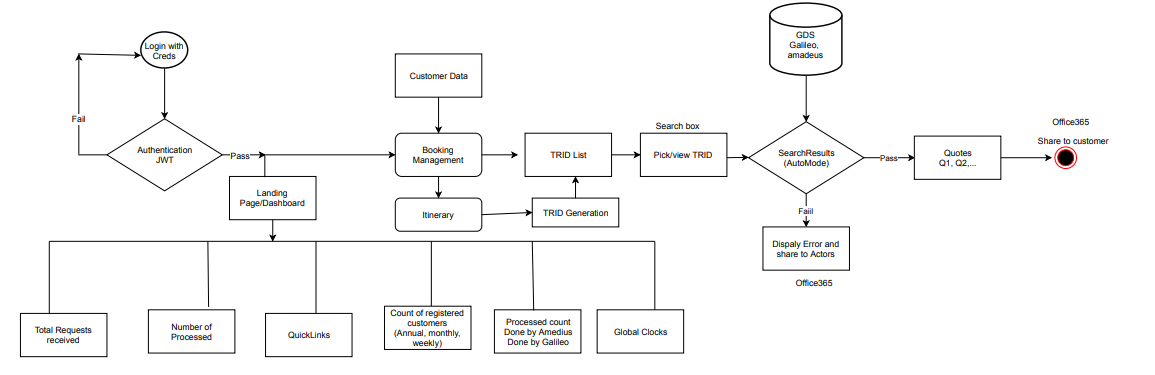 GDS
Galileo,
amadeus
Login with
Creds
Customer Data
Fail
Office365
Search box
Share to customer
Authentication
JWT
Pass
Booking
Management
TRID List
Pick/view TRID
SearchResults
(AutoMode)
Pass
Quotes
Q1, Q2,...
Landing
Page/Dashboard
Itinerary
TRID Generation
Faiil
Dispaly Error and
share to Actors
Office365
Total Requests
received
Number of
Processed
QuickLinks
Count of registered
customers
(Annual, monthly,
weekly)
Processed count
Done by Amedius
Done by Galileo
Global Clocks